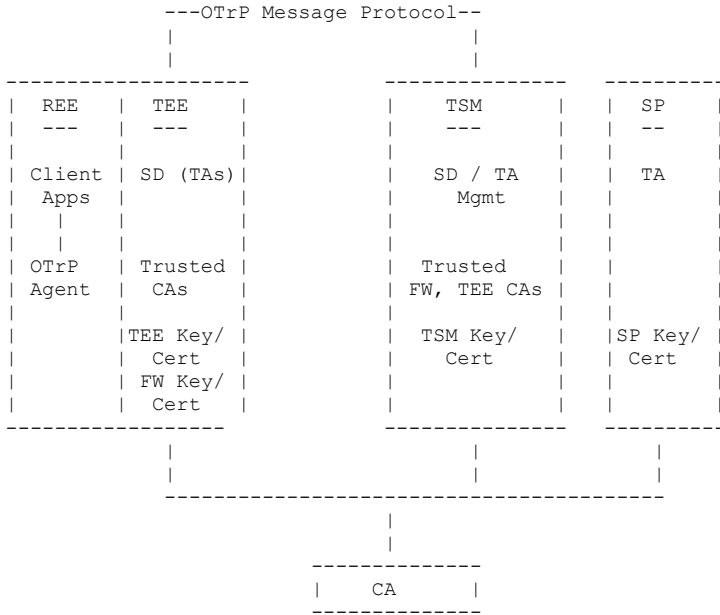 ---OTrP Message Protocol--
| |
| |
-------------------- --------------- ----------
| REE | TEE | | TSM | | SP |
| --- | --- | | --- | | -- |
| | | | | | |
| Client | SD (TAs)| | SD / TA | | TA |
| Apps | | | Mgmt | | |
| | | | | | | |
| | | | | | | |
| OTrP | Trusted | | Trusted | | |
| Agent | CAs | | FW, TEE CAs | | |
| | | | | | |
| |TEE Key/ | | TSM Key/ | |SP Key/ |
| | Cert | | Cert | | Cert |
| | FW Key/ | | | | |
| | Cert | | | | |
------------------ --------------- ----------
| | |
| | |
-----------------------------------------
|
|
--------------
| CA |
--------------